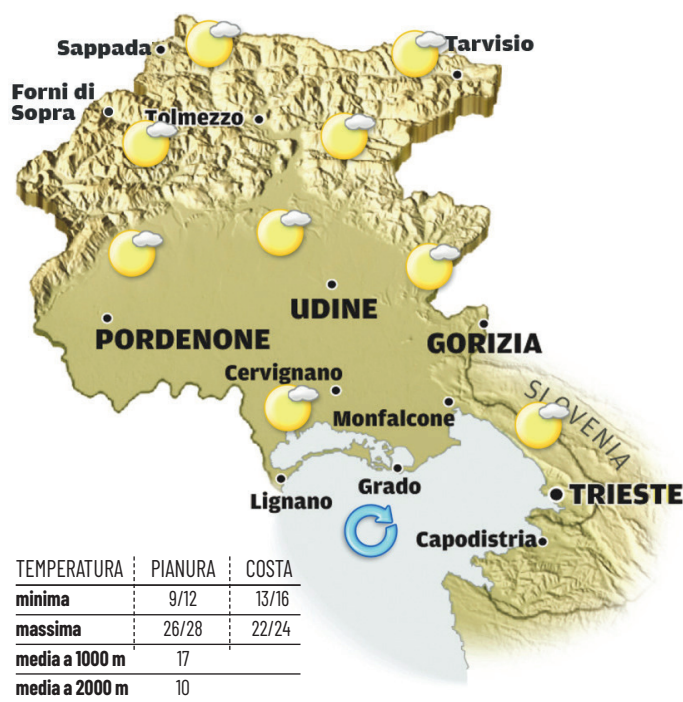 Sappada
Tarvisio
Forni di
Sopra
Tolmezzo
UDINE
PORDENONE
GORIZIA
Cervignano
SLOVENIA
Monfalcone
Lignano
Grado
TRIESTE
Capodistria
TEMPERATURA PIANURA COSTA
minima 9/12 13/16
massima 26/28 22/24
media a 1000 m 17
media a 2000 m 10